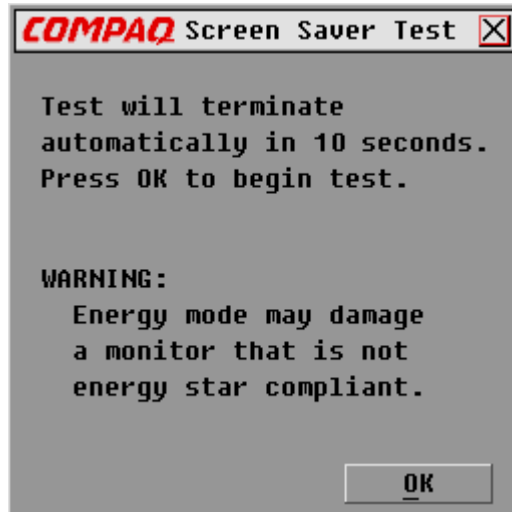 COMPAQ Screen Saver Test
Test will terminate
automatically in 10 seconds.
Press OK to begin test.
WARNING:
Energy mode may damage
a monitor that is not
energy star compliant.
OK